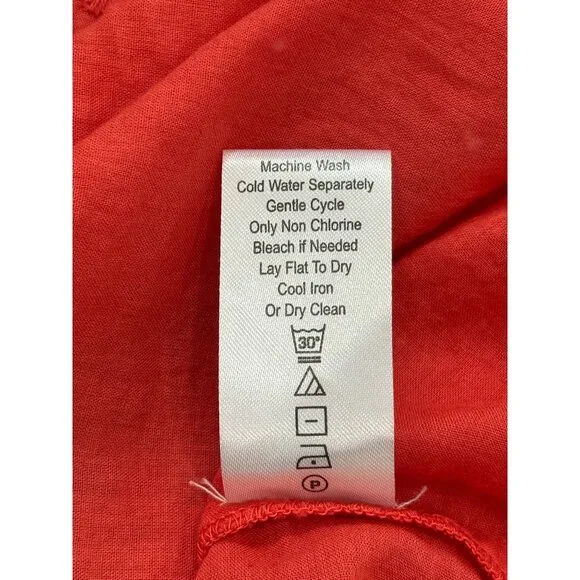 Machine Wash
Cold Water Separately
Gentle Cycle
Only Non Chlorine
Bleach if Needed
Lay Flat To Dry
Cool Iron
Or Dry Clean
30°
P